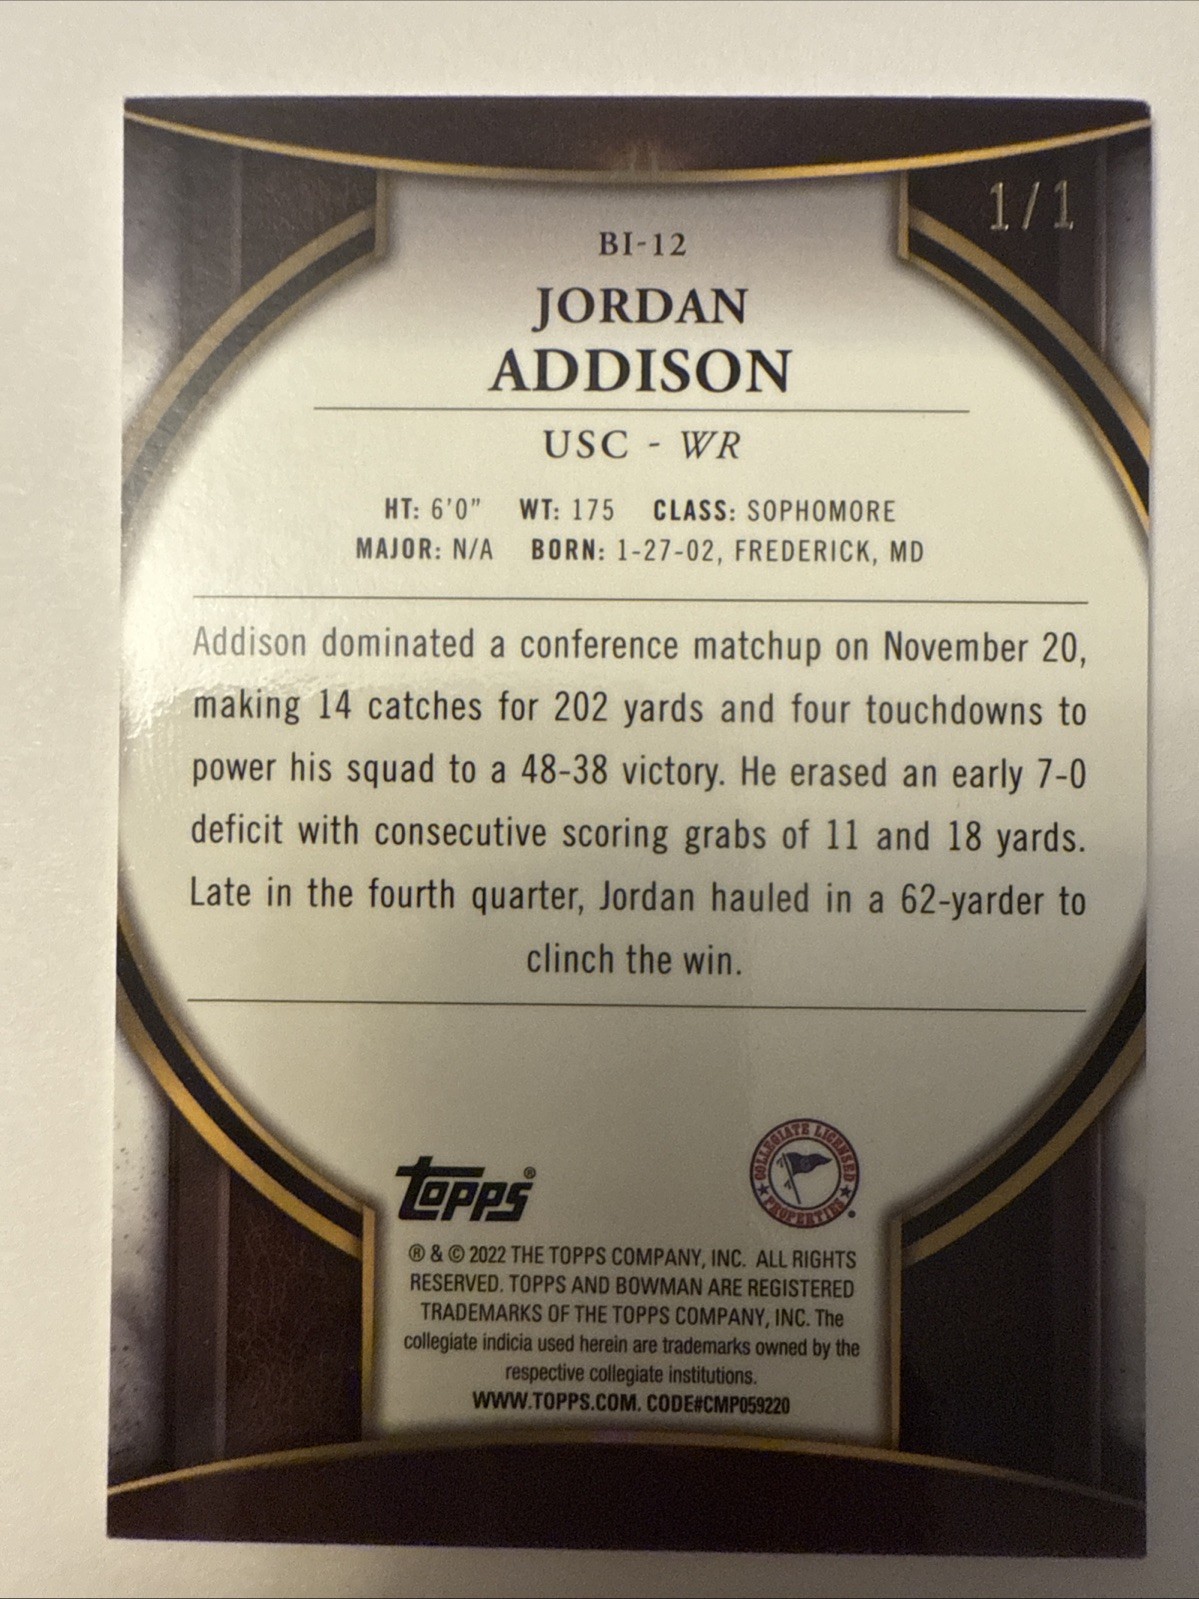 1/1
BI-12
JORDAN
ADDISON
USC - WR
HT: 6'0" WT: 175 CLASS: SOPHOMORE
MAJOR: N/A BORN: 1-27-02, FREDERICK, MD
Addison dominated a conference matchup on November 20,
making 14 catches for 202 yards and four touchdowns to
power his squad to a 48-38 victory. He erased an early 7-0
deficit with consecutive scoring grabs of 11 and 18 yards.
Late in the fourth quarter, Jordan hauled in a 62-yarder to
clinch the win.
topps®
COLLEGIATE LICENSED PROPERTIES
® & © 2022 THE TOPPS COMPANY, INC. ALL RIGHTS
RESERVED. TOPPS AND BOWMAN ARE REGISTERED
TRADEMARKS OF THE TOPPS COMPANY, INC. The
collegiate indicia used herein are trademarks owned by the
respective collegiate institutions.
WWW.TOPPS.COM. CODE#CMP059220